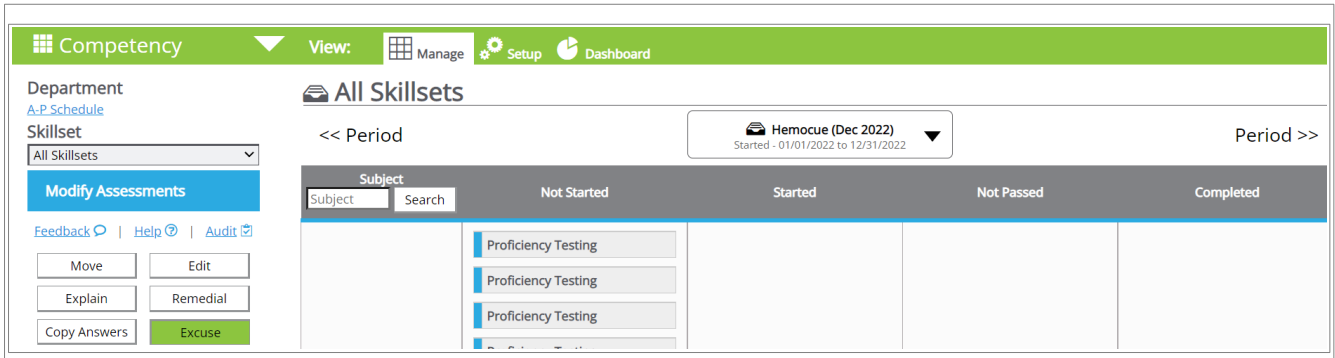 Competency
View:
Manage
Setup
Dashboard
Department
A-P Schedule
Skillset
All Skillsets
Modify Assessments
Feedback | Help | Audit
Move Edit
Explain Remedial
Copy Answers Excuse
All Skillsets
<< Period
Hemocue (Dec 2022)
Started - 01/01/2022 to 12/31/2022
Period >>
Subject
Subject Search
Not Started
Started
Not Passed
Completed
Proficiency Testing
Proficiency Testing
Proficiency Testing